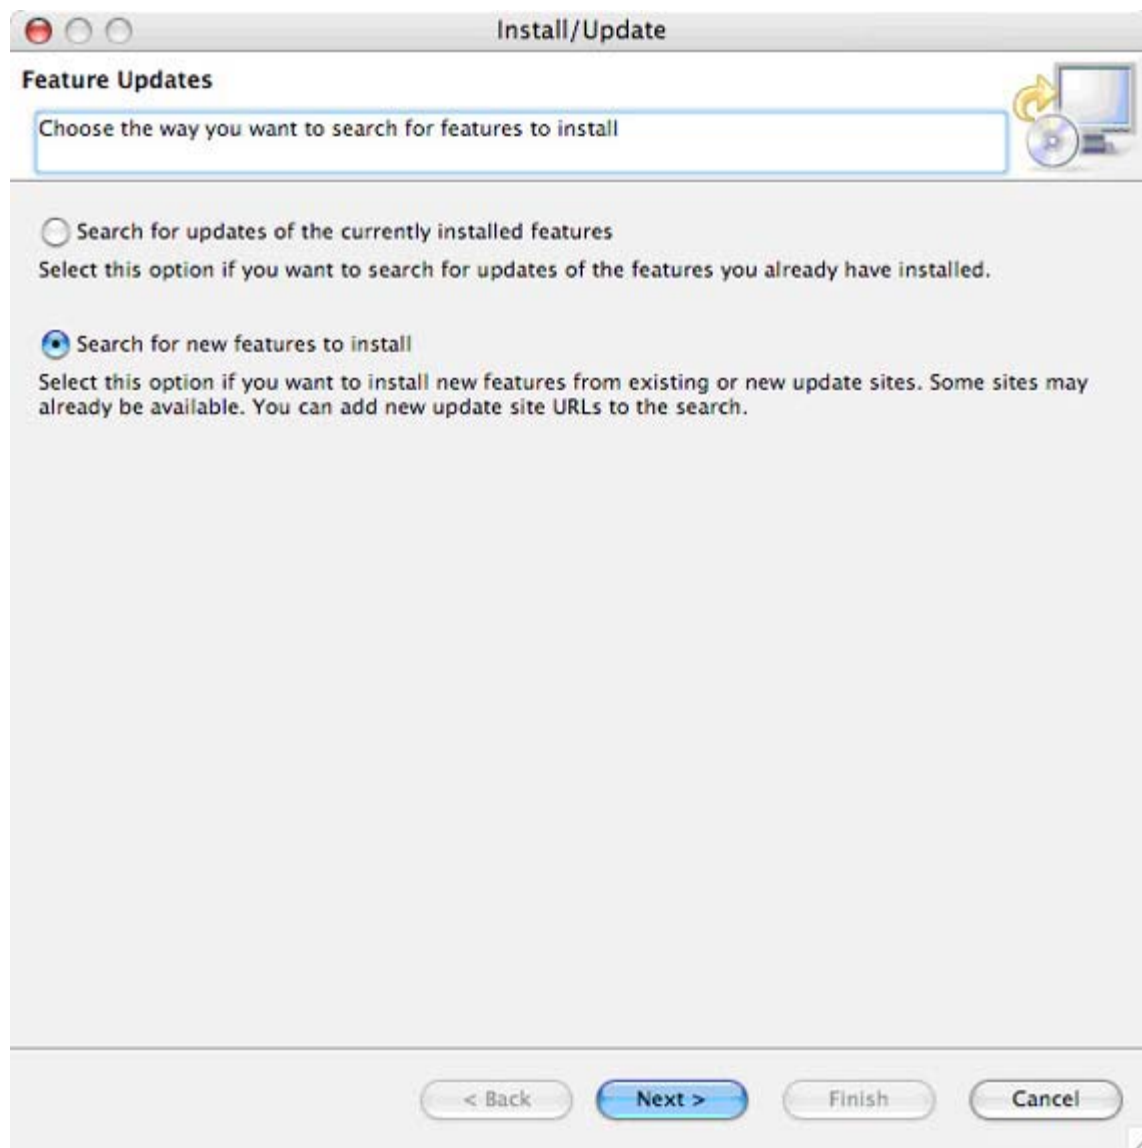 Install/Update
Feature Updates
Choose the way you want to search for features to install
Search for updates of the currently installed features
Select this option if you want to search for updates of the features you already have installed.
Search for new features to install
Select this option if you want to install new features from existing or new update sites. Some sites may
already be available. You can add new update site URLs to the search.
< Back Next > Finish Cancel